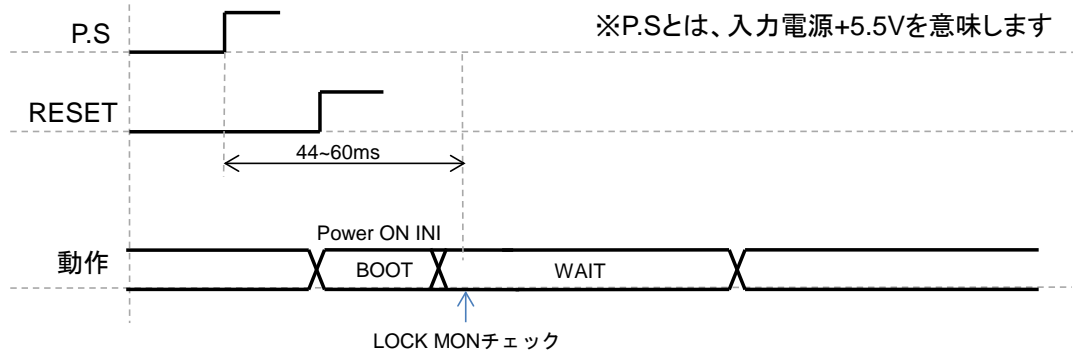 P.S
※P.Sとは、入力電源+5.5Vを意味します
RESET
44~60ms
Power ON INI
動作
BOOT
WAIT
LOCK MONチェック